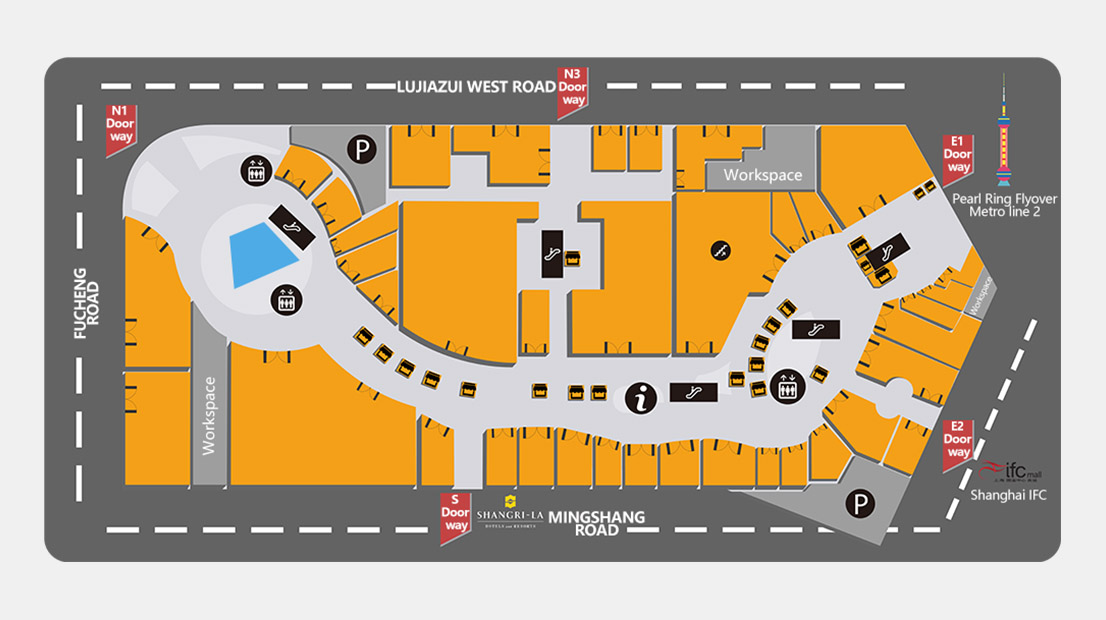 N3
Door
way
LUJIAZUI WEST ROAD
N1
Door
way
P
E1
Door
way
Workspace
Pearl Ring Flyover
Metro line 2
FUCHENG
ROAD
Workspace
Workspace
i
E2
Door
way
ifc mall
Shanghai IFC
P
S
Door
way
SHANGRI-LA
HOTELS and RESORTS
MINGSHANG
ROAD